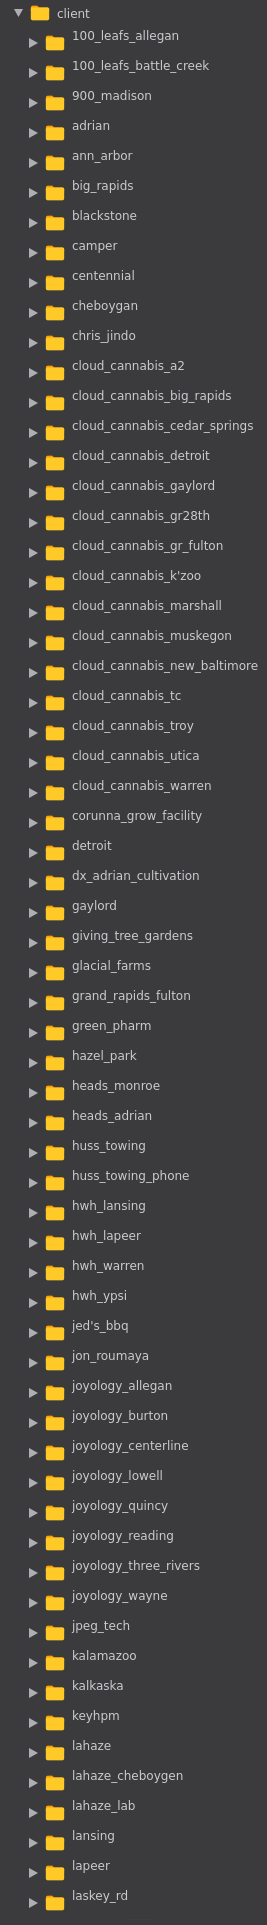 client
100_leafs_allegan
100_leafs_battle_creek
900_madison
adrian
ann_arbor
big_rapids
blackstone
camper
centennial
cheboygan
chris_jindo
cloud_cannabis_a2
cloud_cannabis_big_rapids
cloud_cannabis_cedar_springs
cloud_cannabis_detroit
cloud_cannabis_gaylord
cloud_cannabis_gr28th
cloud_cannabis_gr_fulton
cloud_cannabis_k'zoo
cloud_cannabis_marshall
cloud_cannabis_muskegon
cloud_cannabis_new_baltimore
cloud_cannabis_tc
cloud_cannabis_troy
cloud_cannabis_utica
cloud_cannabis_warren
corunna_grow_facility
detroit
dx_adrian_cultivation
gaylord
giving_tree_gardens
glacial_farms
grand_rapids_fulton
green_pharm
hazel_park
heads_monroe
heads_adrian
huss_towing
huss_towing_phone
hwh_lansing
hwh_lapeer
hwh_warren
hwh_ypsi
jed's_bbq
jon_roumaya
joyology_allegan
joyology_burton
joyology_centerline
joyology_lowell
joyology_quincy
joyology_reading
joyology_three_rivers
joyology_wayne
jpeg_tech
kalamazoo
kalkaska
keyhpm
lahaze
lahaze_cheboygen
lahaze_lab
lansing
lapeer
laskey_rd